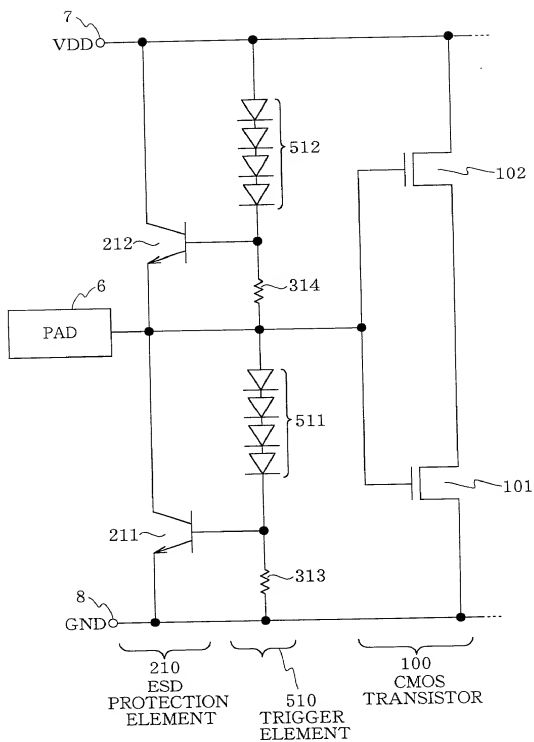 7
VDD
512
102
212
314
6
PAD
511
101
211
313
8
GND
210
ESD
PROTECTION
ELEMENT
510
TRIGGER
ELEMENT
100
CMOS
TRANSISTOR